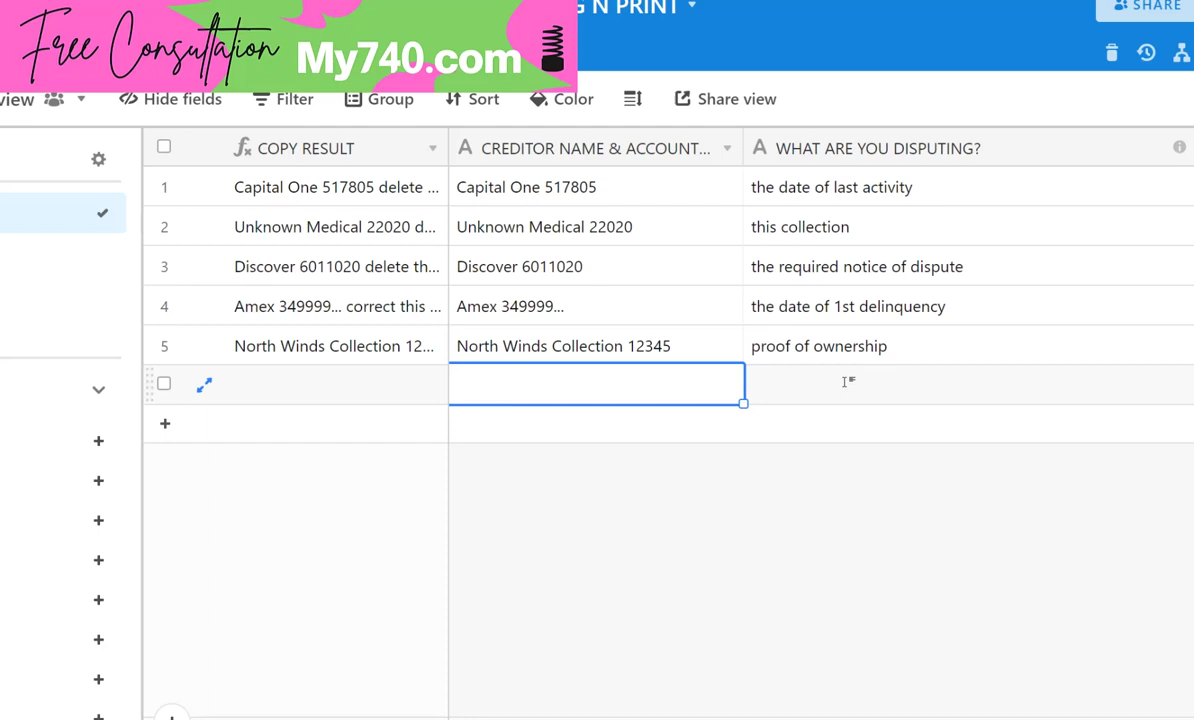 Free Consultation My740.com
G N PRINT
SHARE
view
Hide fields
Filter
Group
Sort
Color
Share view
COPY RESULT
CREDITOR NAME & ACCOUNT...
WHAT ARE YOU DISPUTING?
1 Capital One 517805 delete ... Capital One 517805 the date of last activity
2 Unknown Medical 22020 d... Unknown Medical 22020 this collection
3 Discover 6011020 delete th... Discover 6011020 the required notice of dispute
4 Amex 349999... correct this ... Amex 349999... the date of 1st delinquency
5 North Winds Collection 12... North Winds Collection 12345 proof of ownership